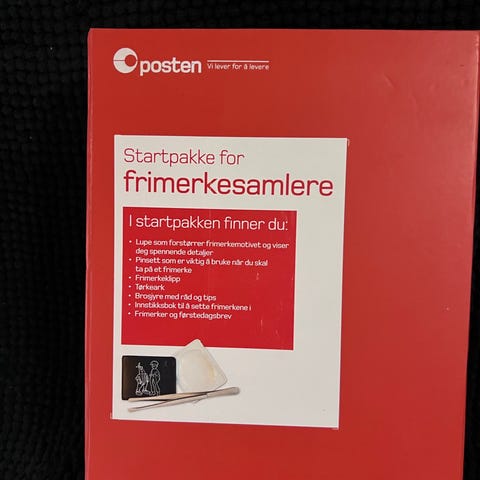 posten
Vi lever for å levere
Startpakke for
frimerkesamlere
I startpakken finner du:
• Lupe som forstørrer frimerkemotivet og viser
deg spennende detaljer
• Pinsett som er viktig å bruke når du skal
ta på et frimerke
• Frimerkeklipp
• Tørkeark
• Brosjyre med råd og tips
• Innstikksbok til å sette frimerkene i
• Frimerker og førstedagsbrev